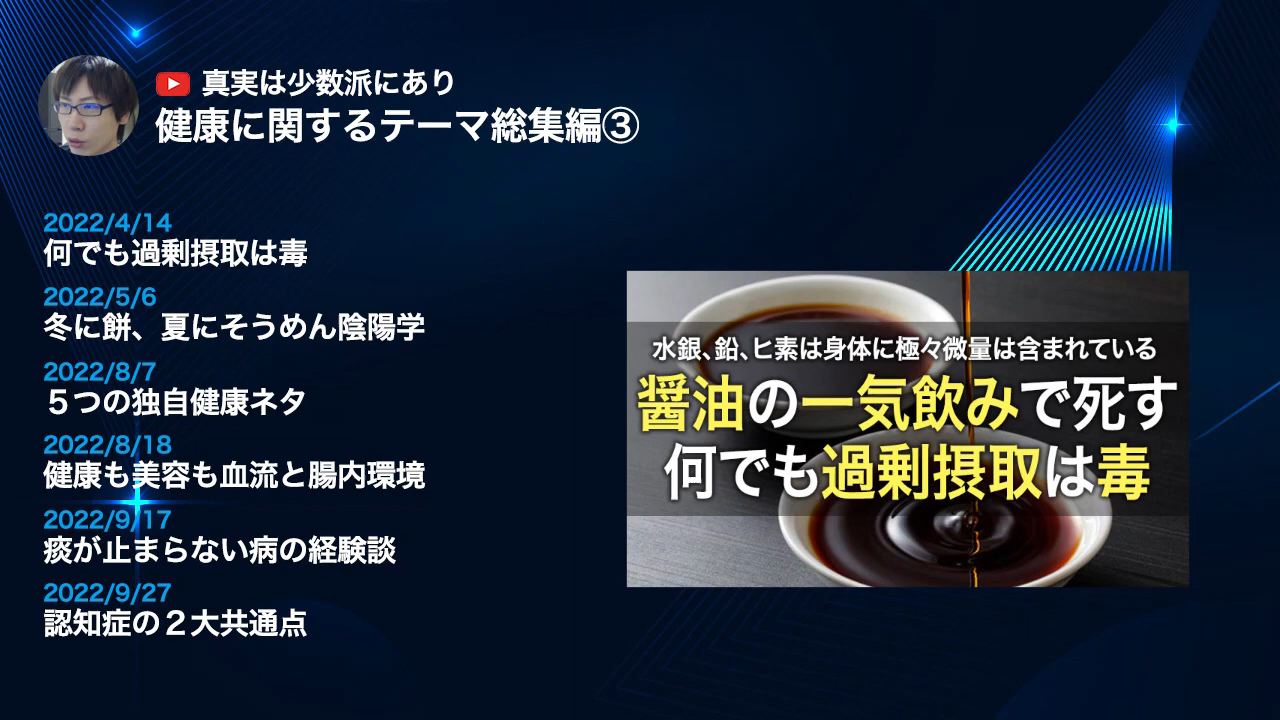 真実は少数派にあり
健康に関するテーマ総集編③
2022/4/14
何でも過剰摂取は毒
2022/5/6
冬に餅、夏にそうめん陰陽学
2022/8/7
５つの独自健康ネタ
2022/8/18
健康も美容も血流と腸内環境
2022/9/17
痰が止まらない病の経験談
2022/9/27
認知症の２大共通点
水銀、鉛、ヒ素は身体に極々微量は含まれている
醤油の一気飲みで死す
何でも過剰摂取は毒